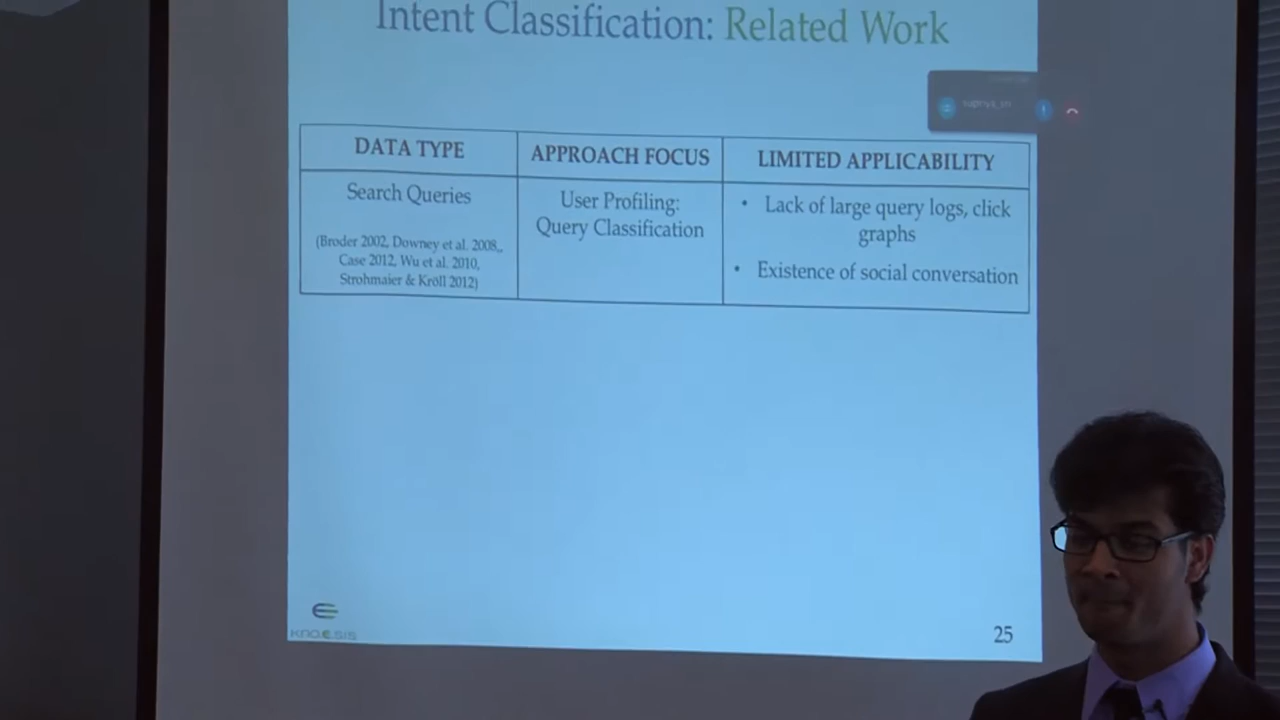 Intent Classification: Related Work
DATA TYPE
APPROACH FOCUS
LIMITED APPLICABILITY
Search Queries
(Broder 2002, Downey et al. 2008,,
Case 2012, Wu et al. 2010,
Strohmaier & Kröll 2012)
User Profiling:
Query Classification
• Lack of large query logs, click
graphs
• Existence of social conversation
KNO.E.SIS
25